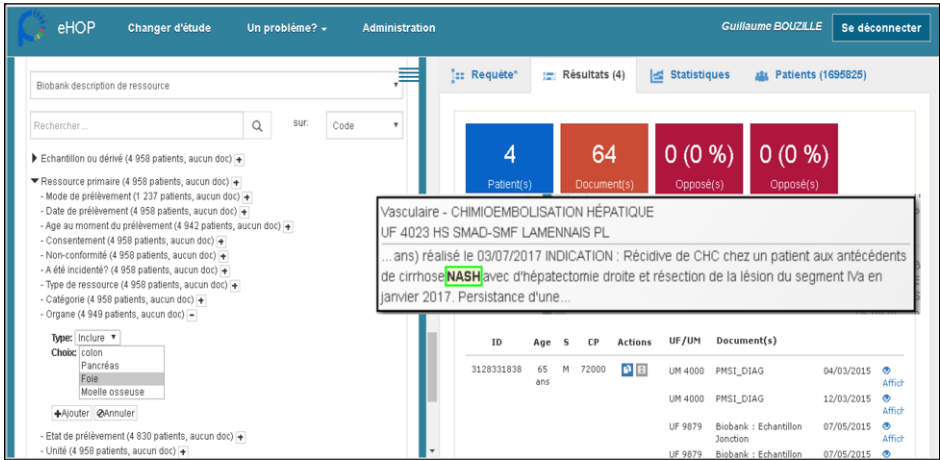 eHOP
Changer d'étude
Un problème?
Administration
Guillaume BOUZILLE
Se déconnecter
Biobank description de ressource
Rechercher ...
sur:
Code
Echantillon ou dérivé (4 958 patients, aucun doc) +
Ressource primaire (4 958 patients, aucun doc) +
- Mode de prélèvement (1 237 patients, aucun doc) +
- Date de prélèvement (4 958 patients, aucun doc) +
- Age au moment du prélèvement (4 942 patients, aucun doc) +
- Consentement (4 958 patients, aucun doc) +
- Non-conformité (4 958 patients, aucun doc) +
- A été incidenté? (4 958 patients, aucun doc) +
- Type de ressource (4 958 patients, aucun doc) +
- Catégorie (4 958 patients, aucun doc) +
- Organe (4 949 patients, aucun doc) −
Type: Inclure
Choix: colon
Pancréas
Foie
Moelle osseuse
+Ajouter
Annuler
- Etat de prélèvement (4 830 patients, aucun doc) +
- Unité (4 958 patients, aucun doc) +
Requête*
Résultats (4)
Statistiques
Patients (1695825)
4
Patient(s)
64
Document(s)
0 (0 %)
Opposé(s)
0 (0 %)
Opposé(s)
Vasculaire - CHIMIOEMBOLISATION HÉPATIQUE
UF 4023 HS SMAD-SMF LAMENNAIS PL
... ans) réalisé le 03/07/2017 INDICATION : Récidive de CHC chez un patient aux antécédents
de cirrhose NASH avec d'hépatectomie droite et résection de la lésion du segment IVa en
janvier 2017. Persistance d'une...
ID Age S CP Actions UF/UM Document(s)
3128331838 65 ans M 72000 UM 4000 PMSI_DIAG 04/03/2015
Affich
UM 4000 PMSI_DIAG 12/03/2015
Affich
UF 9879 Biobank : Echantillon 07/05/2015
Jonction Affich
UF 9879 Biobank : Echantillon 07/05/2015